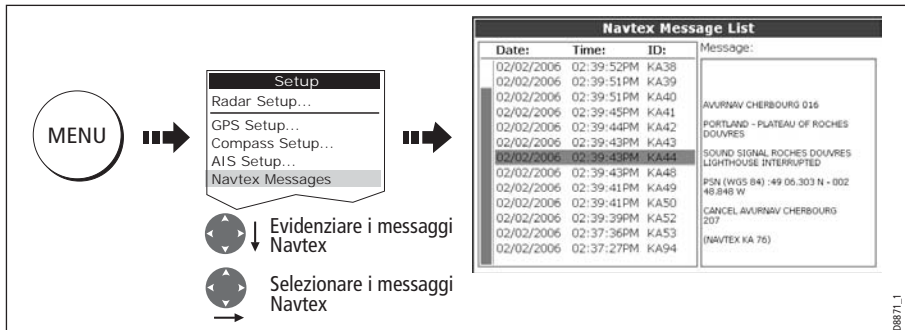 MENU
Setup
Radar Setup...
GPS Setup...
Compass Setup...
AIS Setup...
Navtex Messages
Evidenziare i messaggi
Navtex
Selezionare i messaggi
Navtex
Navtex Message List
Date: Time: ID:
02/02/2006 02:39:52PM KA38
02/02/2006 02:39:51PM KA39
02/02/2006 02:39:51PM KA40
02/02/2006 02:39:45PM KA41
02/02/2006 02:39:44PM KA42
02/02/2006 02:39:43PM KA43
02/02/2006 02:39:43PM KA44
02/02/2006 02:39:43PM KA48
02/02/2006 02:39:41PM KA49
02/02/2006 02:39:41PM KA50
02/02/2006 02:39:39PM KA52
02/02/2006 02:37:36PM KA53
02/02/2006 02:37:27PM KA94
Message:
AVURNAV CHERBOURG 016
PORTLAND - PLATEAU OF ROCHES
DOUVRES
SOUND SIGNAL ROCHES DOUVRES
LIGHTHOUSE INTERRUPTED
PSN (WGS 84) :49 06.303 N - 002
48.848 W
CANCEL AVURNAV CHERBOURG
207
(NAVTEX KA 76)
D8871_1